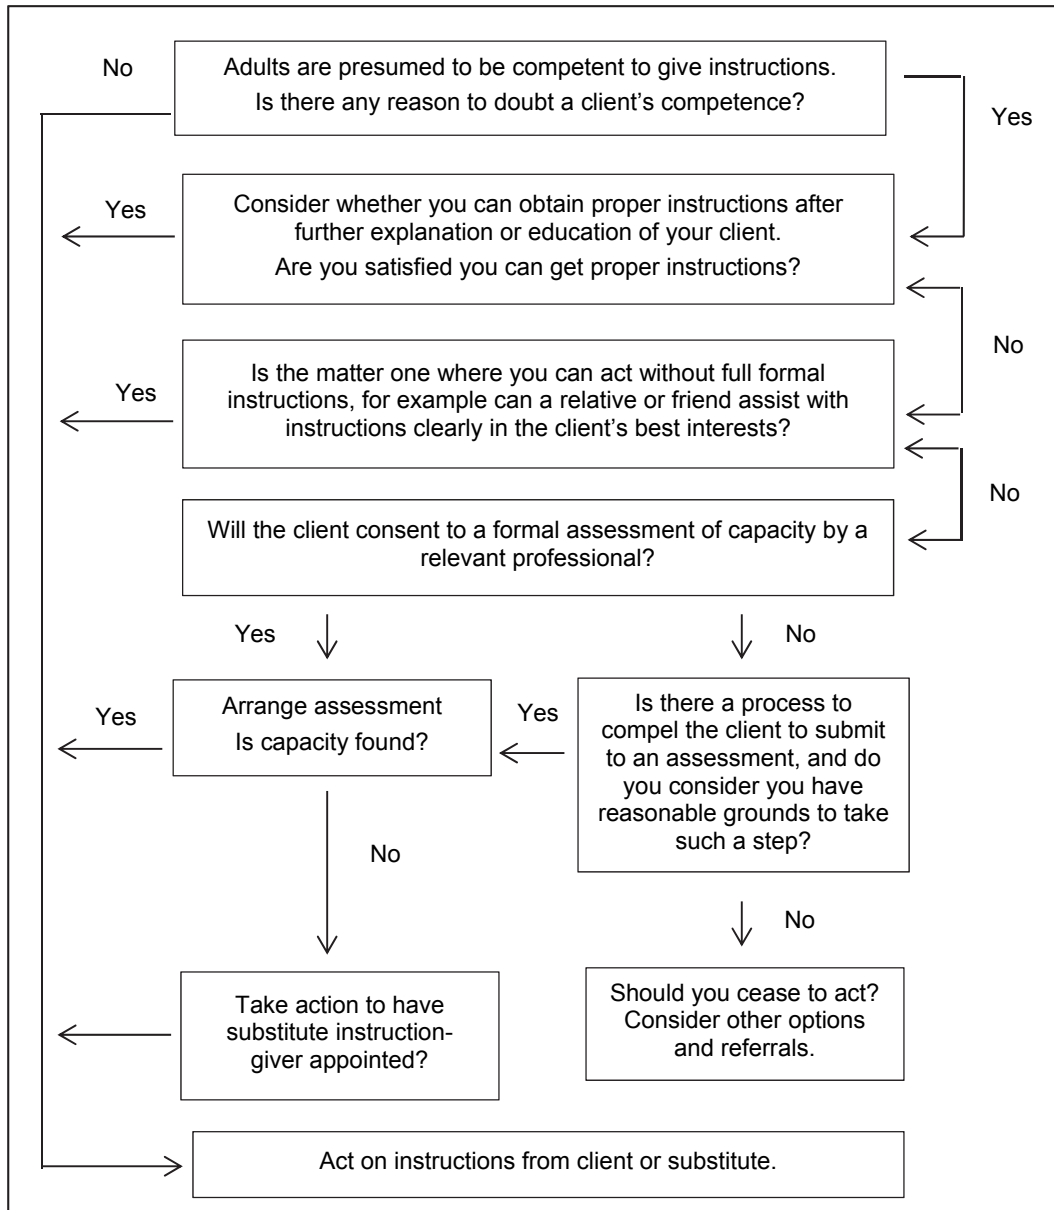 No
Adults are presumed to be competent to give instructions.
Is there any reason to doubt a client's competence?
Yes
Yes
Consider whether you can obtain proper instructions after
further explanation or education of your client.
Are you satisfied you can get proper instructions?
No
Yes
Is the matter one where you can act without full formal
instructions, for example can a relative or friend assist with
instructions clearly in the client's best interests?
No
Will the client consent to a formal assessment of capacity by a
relevant professional?
Yes
No
Yes
Arrange assessment
Is capacity found?
Yes
Is there a process to
compel the client to submit
to an assessment, and do
you consider you have
reasonable grounds to take
such a step?
No
No
Take action to have
substitute instruction-
giver appointed?
Should you cease to act?
Consider other options
and referrals.
Act on instructions from client or substitute.